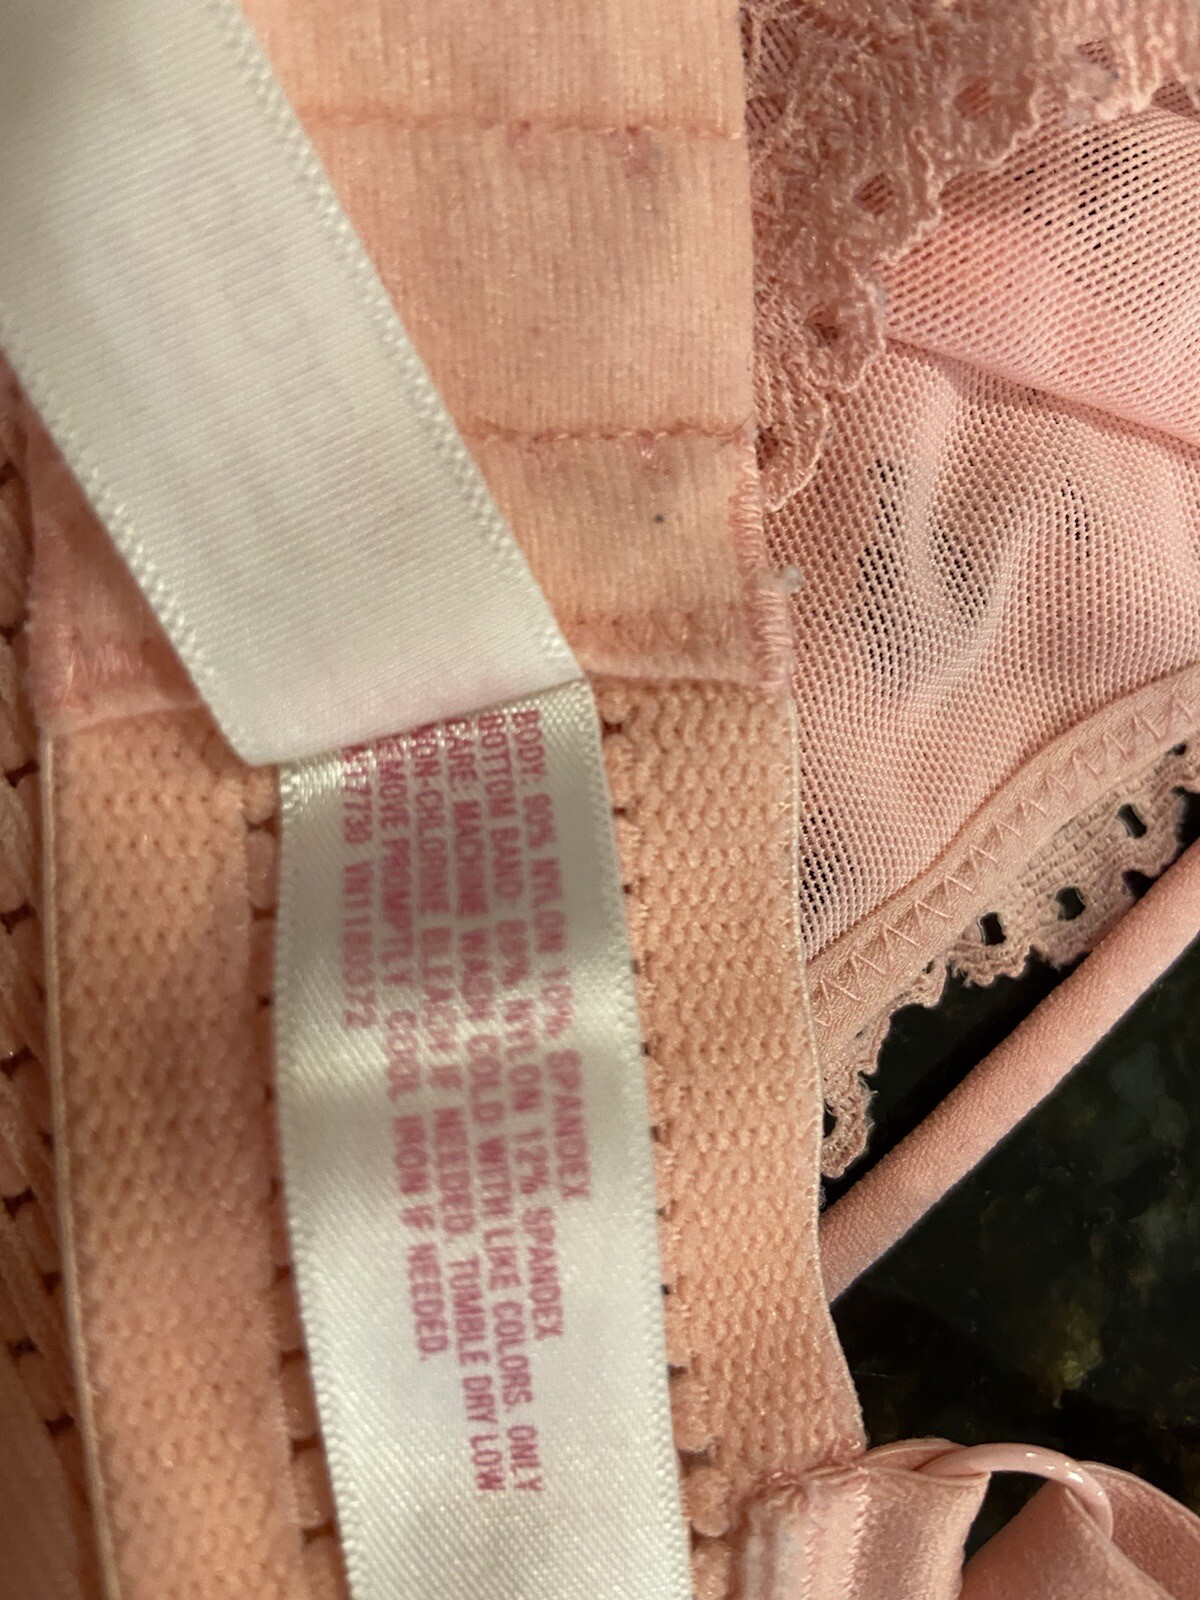 BODY: 90% NYLON 10% SPANDEX
BOTTOM BAND: 88% NYLON 12% SPANDEX
CARE: MACHINE WASH COLD WITH LIKE COLORS. ONLY
NON-CHLORINE BLEACH IF NEEDED. TUMBLE DRY LOW
REMOVE PROMPTLY. COOL IRON IF NEEDED.